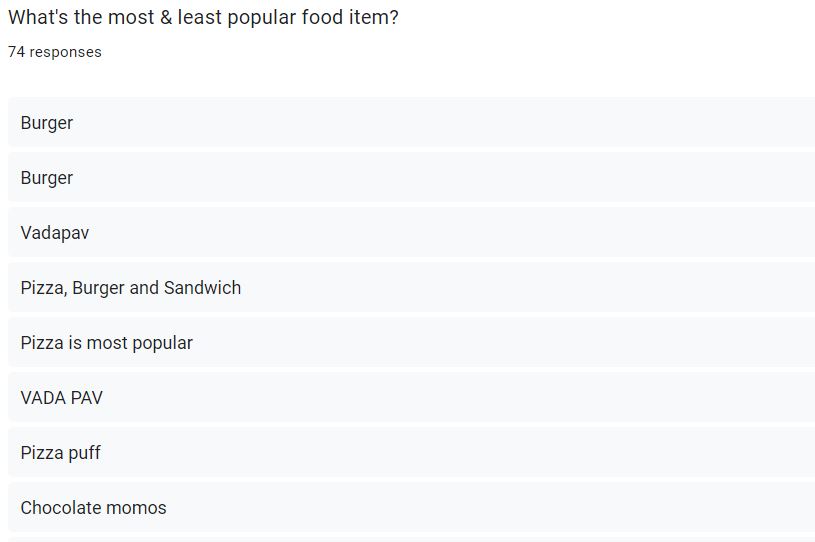 What's the most & least popular food item?
74 responses
Burger
Burger
Vadapav
Pizza, Burger and Sandwich
Pizza is most popular
VADA PAV
Pizza puff
Chocolate momos